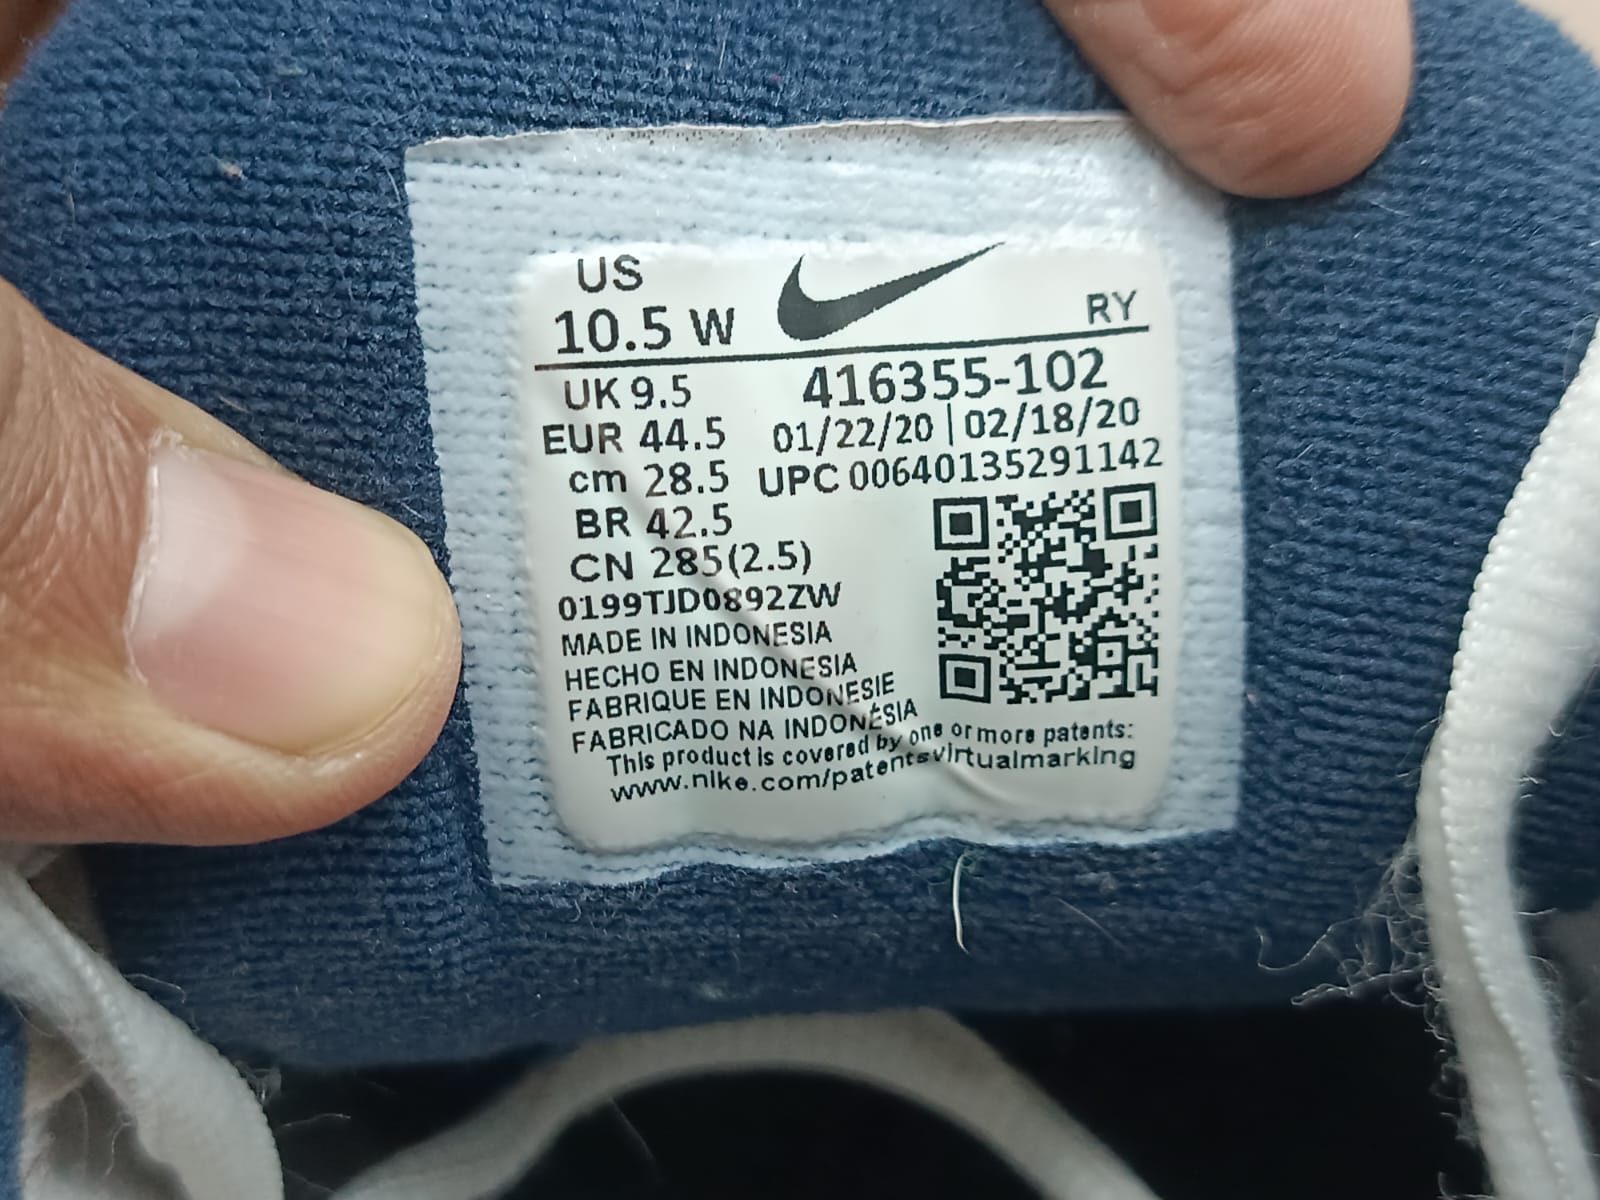 US
10.5 W
RY
UK 9.5
416355-102
EUR 44.5
01/22/20 | 02/18/20
cm 28.5
UPC 00640135291142
BR 42.5
CN 285(2.5)
0199TJD0892ZW
MADE IN INDONESIA
HECHO EN INDONESIA
FABRIQUE EN INDONESIE
FABRICADO NA INDONÉSIA
This product is covered by one or more patents:
www.nike.com/patentsvirtualmarking